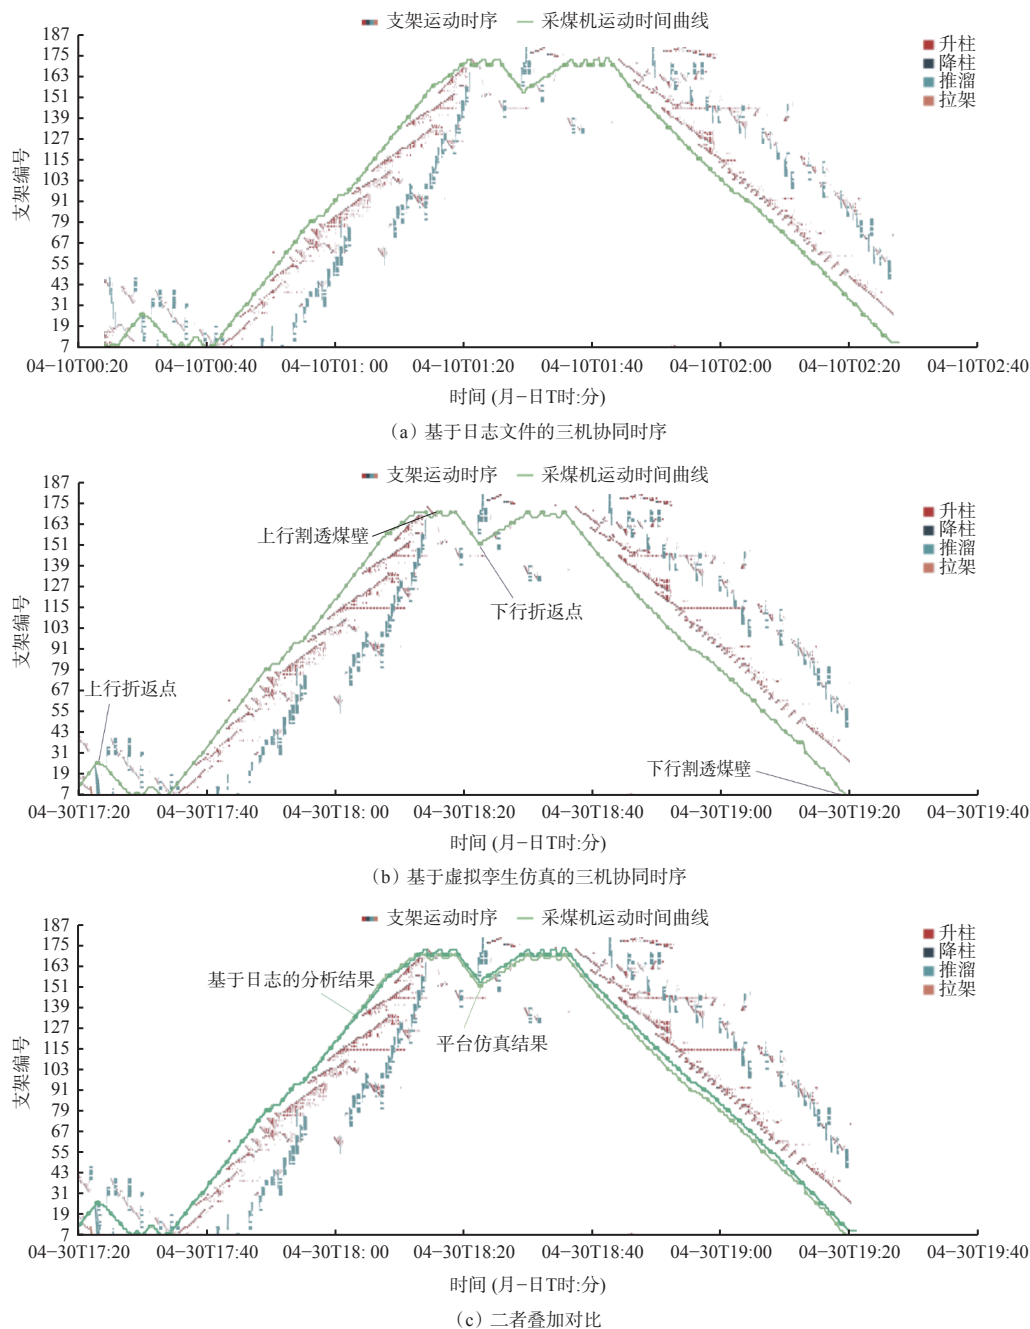 支架运动时序 采煤机运动时间曲线
187
175
163
151
139
127
115
103
91
79
67
55
43
31
19
7
支架编号
升柱
降柱
推溜
拉架
04−10T00:20 04−10T00:40 04−10T01: 00 04−10T01:20 04−10T01:40 04−10T02:00 04−10T02:20 04−10T02:40
时间 (月−日T时:分)
（a）基于日志文件的三机协同时序
支架运动时序 采煤机运动时间曲线
187
175
163
151
139
127
115
103
91
79
67
55
43
31
19
7
支架编号
升柱
降柱
推溜
拉架
上行割透煤壁
下行折返点
上行折返点
下行割透煤壁
04−30T17:20 04−30T17:40 04−30T18: 00 04−30T18:20 04−30T18:40 04−30T19:00 04−30T19:20 04−30T19:40
时间 (月−日T时:分)
（b）基于虚拟孪生仿真的三机协同时序
支架运动时序 采煤机运动时间曲线
187
175
163
151
139
127
115
103
91
79
67
55
43
31
19
7
支架编号
升柱
降柱
推溜
拉架
基于日志的分析结果
平台仿真结果
04−30T17:20 04−30T17:40 04−30T18: 00 04−30T18:20 04−30T18:40 04−30T19:00 04−30T19:20 04−30T19:40
时间 (月−日T时:分)
（c）二者叠加对比